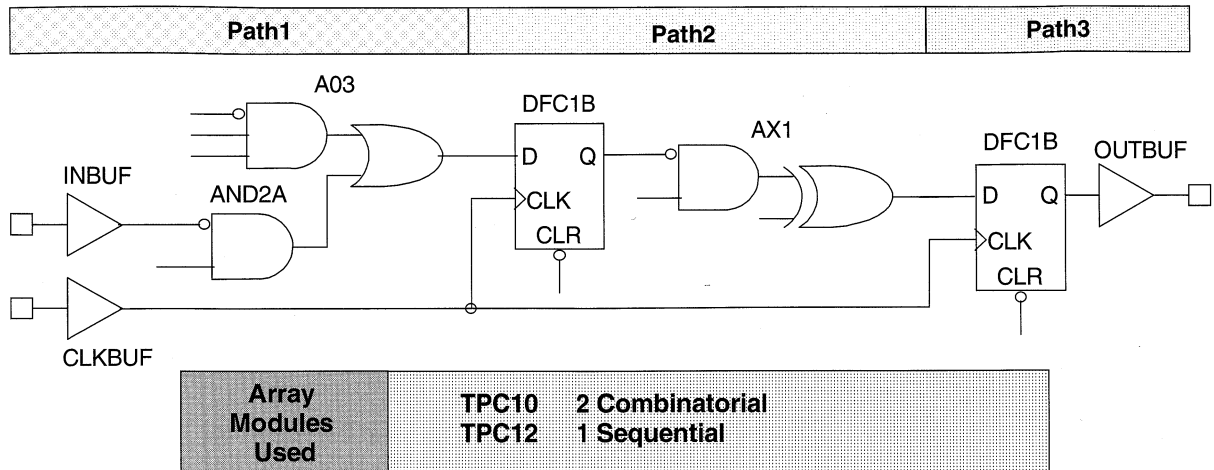 Path1 Path2 Path3
A03
DFC1B
AX1
DFC1B
OUTBUF
INBUF
AND2A
D Q
CLK
CLR
D Q
CLK
CLR
CLKBUF
Array
Modules
Used
TPC10 2 Combinatorial
TPC12 1 Sequential